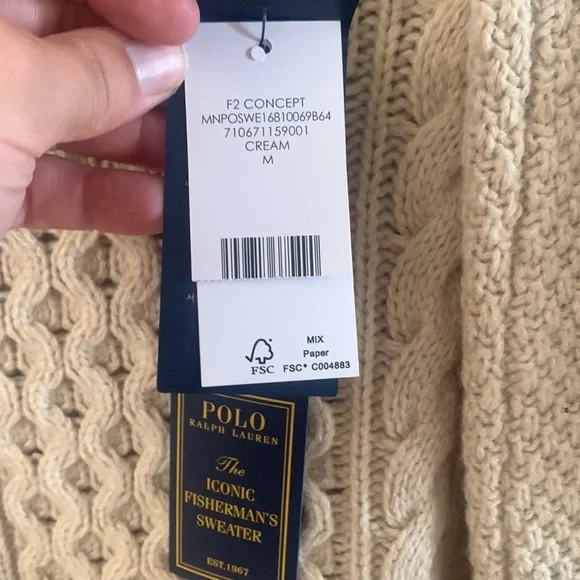 F2 CONCEPT
MNPOSWE16810069B64
710671159001
CREAM
M
서
MIX
Paper
FSC
FSC® C004883
POLO
RALPH LAUREN
The
ICONIC
FISHERMAN'S
SWEATER
EST. 1967